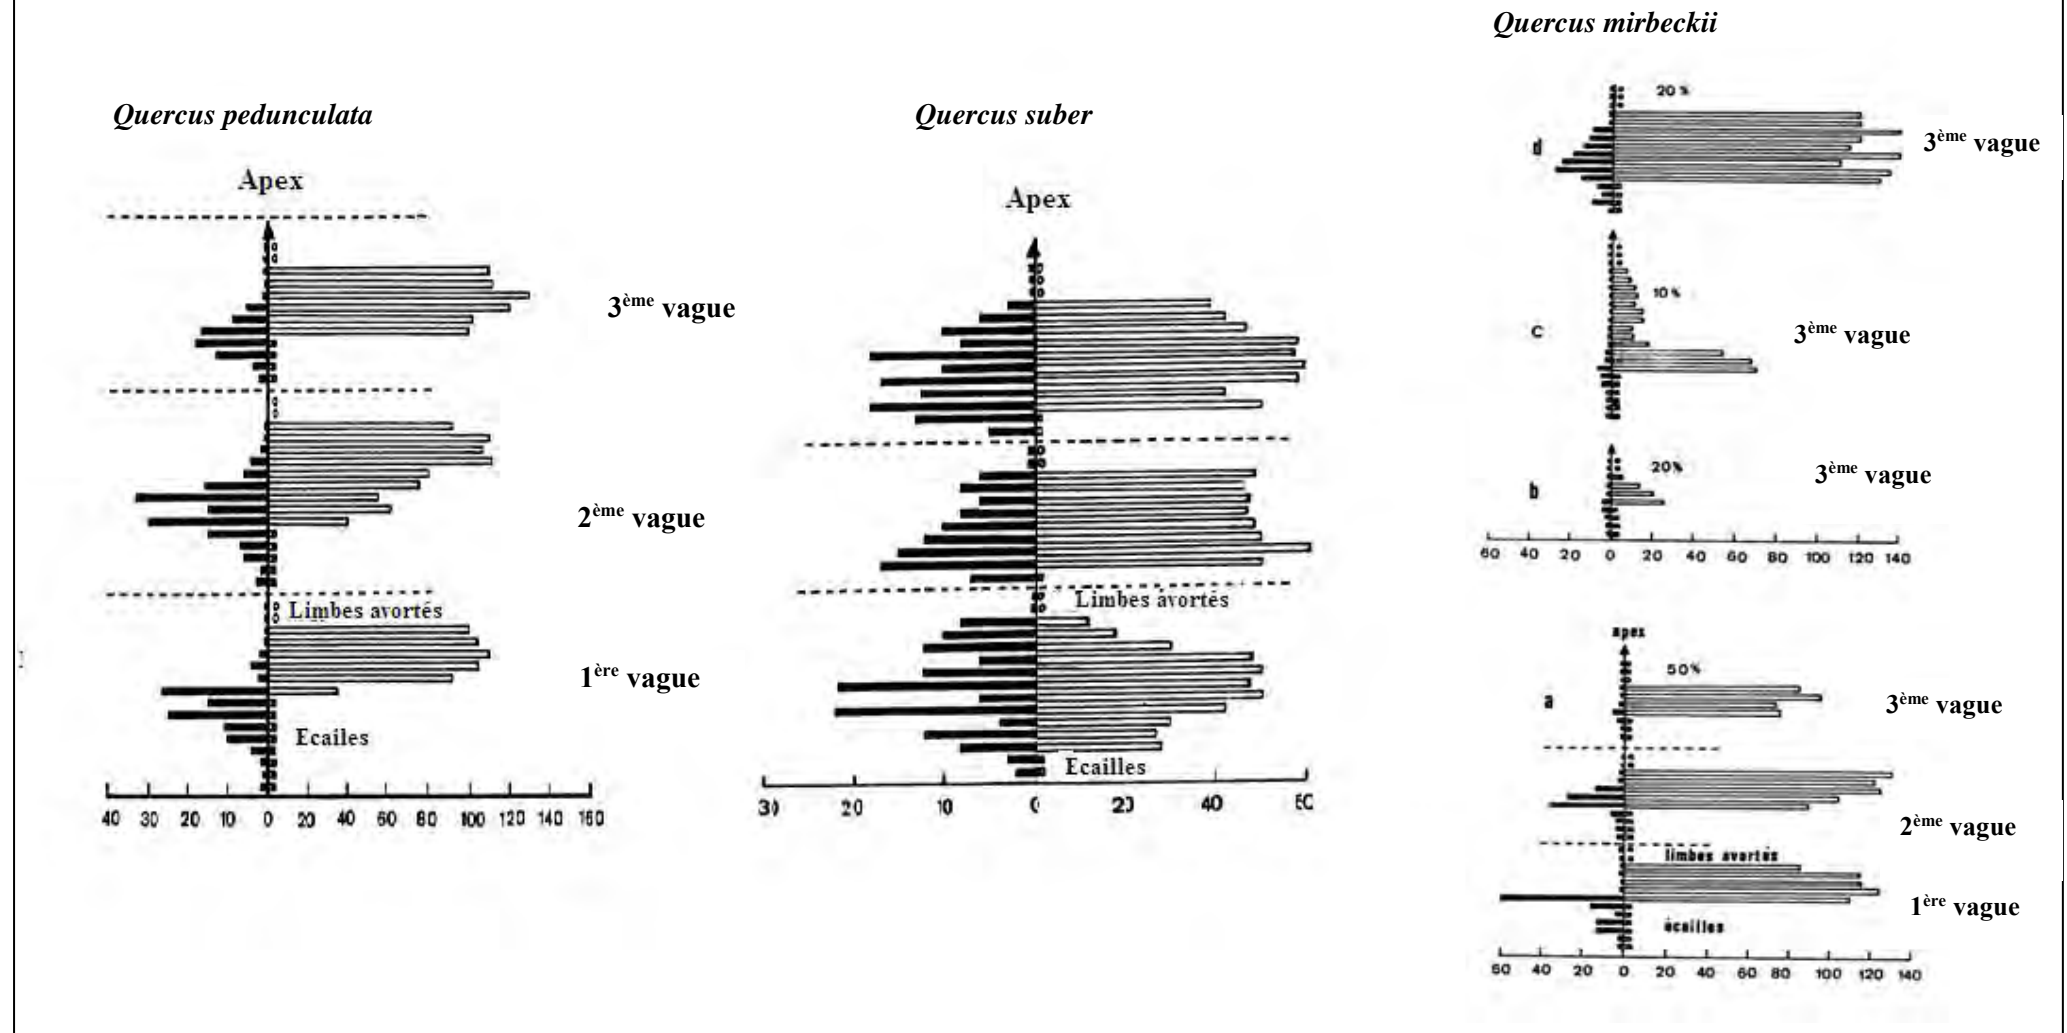 Quercus pedunculata
Apex
3ème vague
2ème vague
Limbes avortés
1ère vague
Ecailes
40 30 20 10 0 20 40 60 80 100 120 140 160
Quercus suber
Apex
Limbes avortés
Ecailles
30 20 10 0 20 40 60
Quercus mirbeckii
20 %
d
3ème vague
10%
c
3ème vague
20%
b
3ème vague
60 40 20 0 20 40 60 80 100 120 140
apex
50%
a
3ème vague
2ème vague
limbes avortés
1ère vague
écailles
60 40 20 0 20 40 60 80 100 120 140